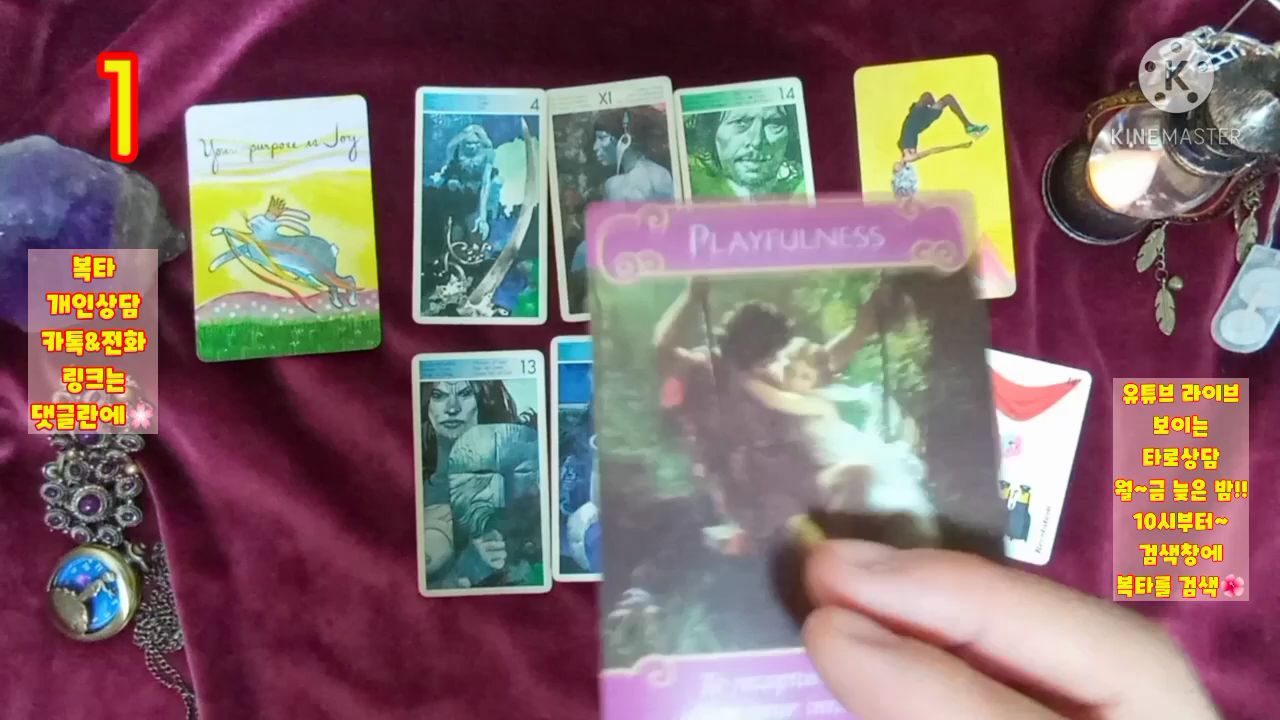 1
Your purpose is Joy
4
XI
14
K
KINEMASTER
PLAYFULNESS
복타
개인상담
카톡&전화
링크는
댓글란에🌸
13
유튜브 라이브
보이는
타로상담
월~금 늦은 밤!!
10시부터~
검색창에
복타를 검색🌺